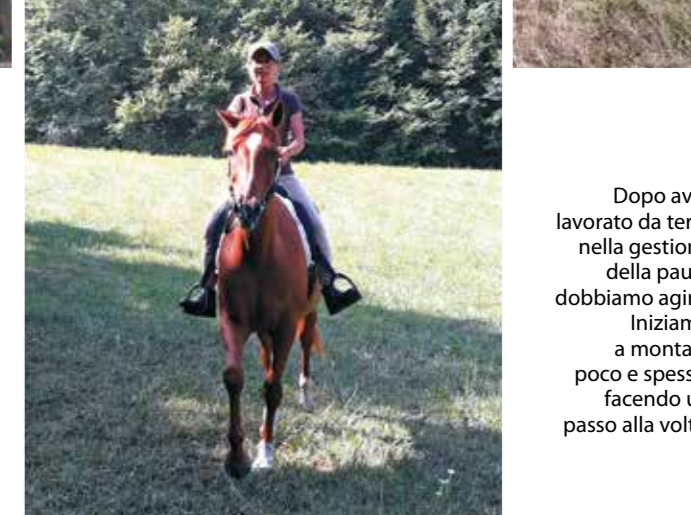 Dopo av
lavorato da ter
nella gestion
della pau
dobbiamo agir
Iniziam
a monta
poco e spess
facendo u
passo alla volt